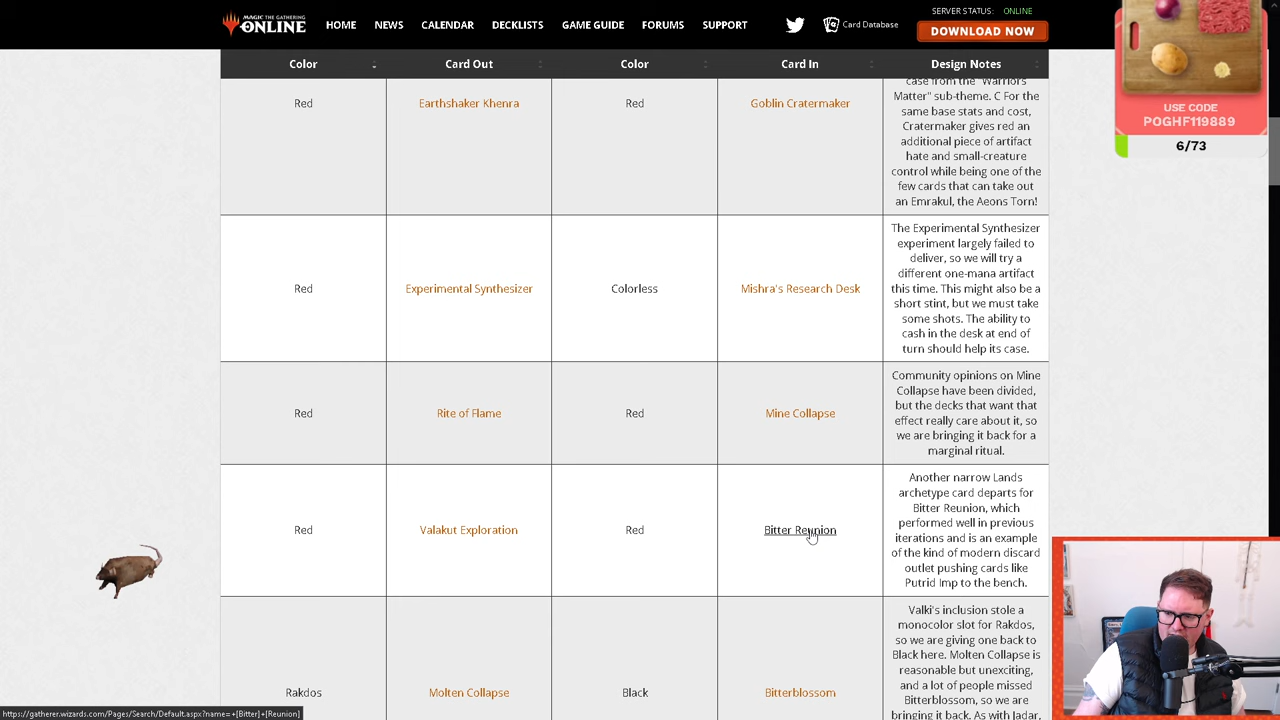 MAGIC THE GATHERING
ONLINE
HOME
NEWS
CALENDAR
DECKLISTS
GAME GUIDE
FORUMS
SUPPORT
Card Database
SERVER STATUS: ONLINE
DOWNLOAD NOW
USE CODE
POGHF119889
6/73
Color
Card Out
Color
Card In
Design Notes
Red
Earthshaker Khenra
Red
Goblin Cratermaker
case from the "Warriors
Matter" sub-theme. C For the
same base stats and cost,
Cratermaker gives red an
additional piece of artifact
hate and small-creature
control while being one of the
few cards that can take out
an Emrakul, the Aeons Torn!
Red
Experimental Synthesizer
Colorless
Mishra's Research Desk
The Experimental Synthesizer
experiment largely failed to
deliver, so we will try a
different one-mana artifact
this time. This might also be a
short stint, but we must take
some shots. The ability to
cash in the desk at end of
turn should help its case.
Red
Rite of Flame
Red
Mine Collapse
Community opinions on Mine
Collapse have been divided,
but the decks that want that
effect really care about it, so
we are bringing it back for a
marginal ritual.
Red
Valakut Exploration
Red
Bitter Reunion
Another narrow Lands
archetype card departs for
Bitter Reunion, which
performed well in previous
iterations and is an example
of the kind of modern discard
outlet pushing cards like
Putrid Imp to the bench.
Rakdos
Molten Collapse
Black
Bitterblossom
Valki's inclusion stole a
monocolor slot for Rakdos,
so we are giving one back to
Black here. Molten Collapse is
reasonable but unexciting,
and a lot of people missed
Bitterblossom, so we are
bringing it back. As with Jadar,
https://gatherer.wizards.com/Pages/Search/Default.aspx?name=+[Bitter]+[Reunion]